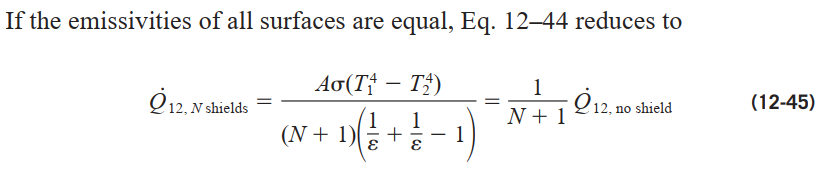 If the emissivities of all surfaces are equal, Eq. 12–44 reduces to
Q̇12, N shields = Aσ(T₁⁴ − T₂⁴) / (N + 1)(1/ε + 1/ε − 1) = 1/(N + 1) Q̇12, no shield (12-45)